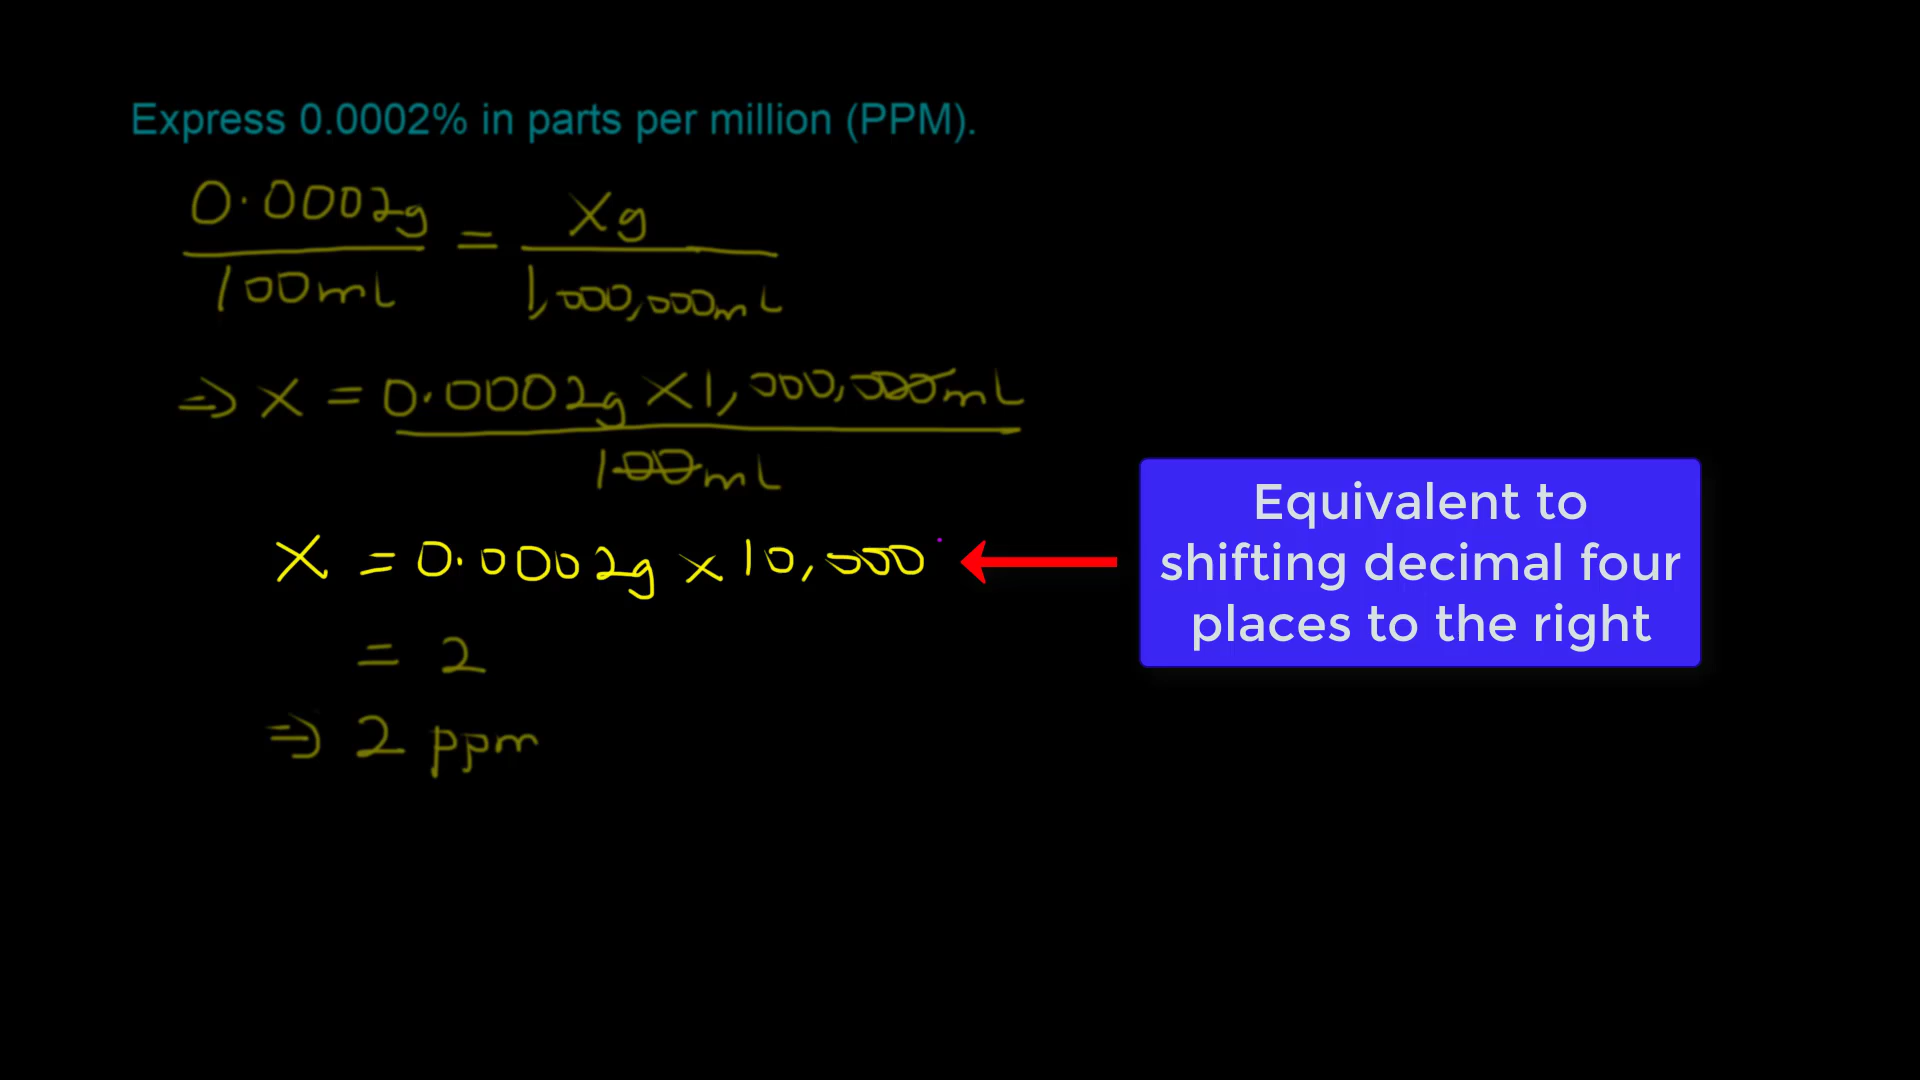 Express 0.0002% in parts per million (PPM).
0.0002g = Xg
100mL 1,000,000mL
⇒ X = 0.0002g × 1,000,000mL
100mL
X = 0.0002g × 10,000
= 2
⇒ 2 ppm
Equivalent to
shifting decimal four
places to the right